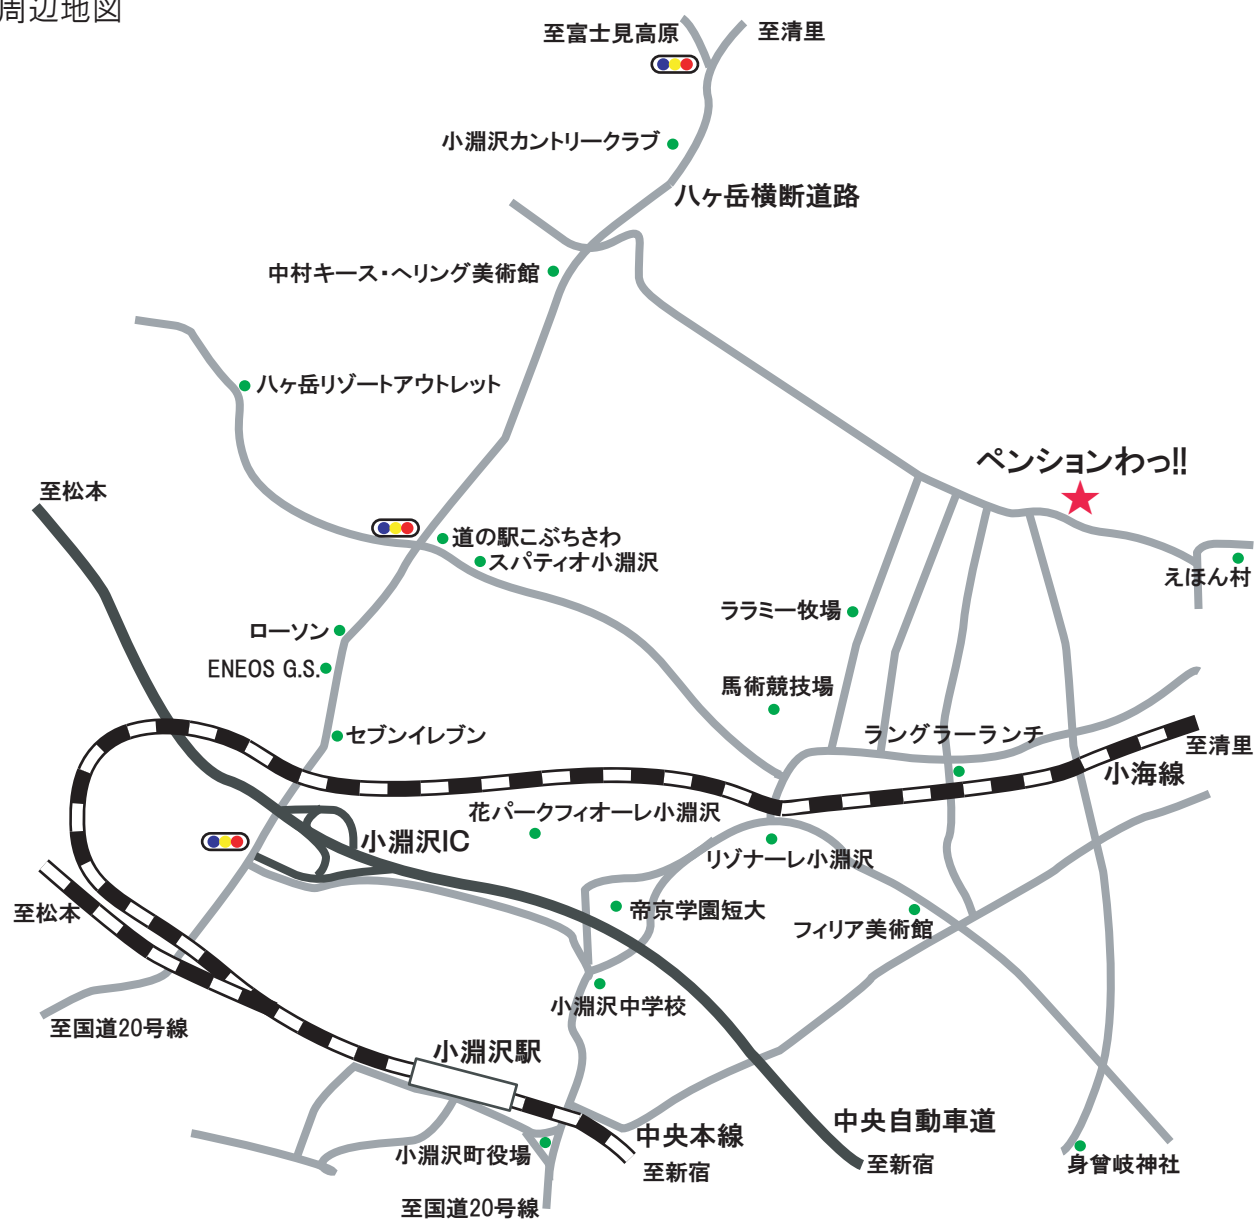 周辺地図
至富士見高原
至清里
小淵沢カントリークラブ
八ヶ岳横断道路
中村キース・ヘリング美術館
八ヶ岳リゾートアウトレット
ペンションわっ!!
至松本
道の駅こぶちさわ
スパティオ小淵沢
えほん村
ララミー牧場
ローソン
ENEOS G.S.
馬術競技場
セブンイレブン
ラングラーランチ
至清里
小海線
花パークフィオーレ小淵沢
小淵沢IC
リゾナーレ小淵沢
至松本
帝京学園短大
フィリア美術館
小淵沢中学校
至国道20号線
小淵沢駅
中央自動車道
中央本線
小淵沢町役場
至新宿
至新宿
身曾岐神社
至国道20号線